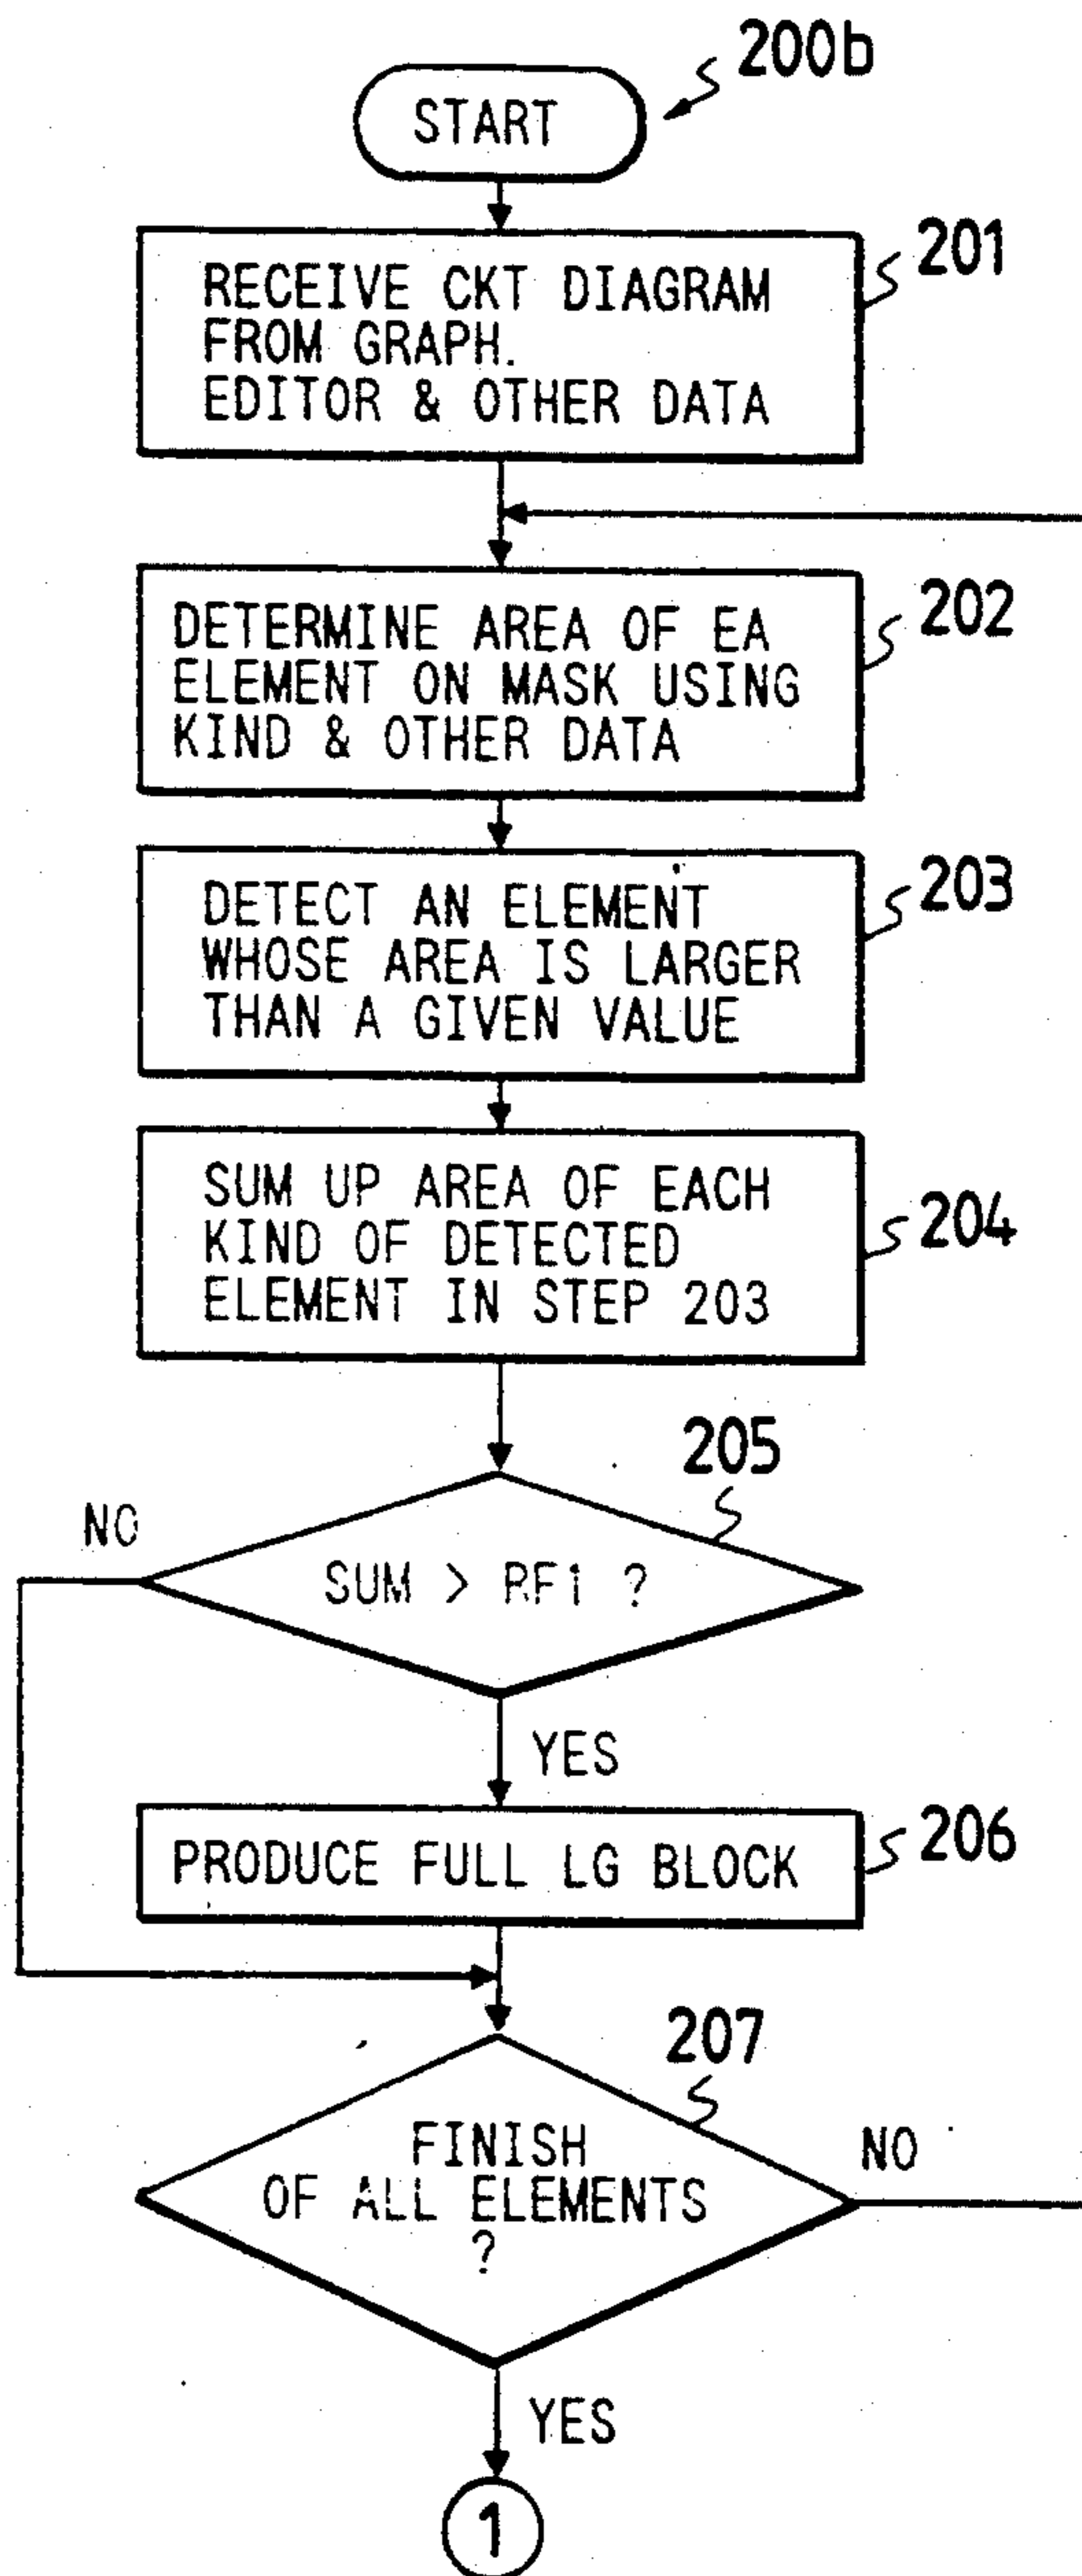 200b
START
201
RECEIVE CKT DIAGRAM
FROM GRAPH.
EDITOR & OTHER DATA
202
DETERMINE AREA OF EA
ELEMENT ON MASK USING
KIND & OTHER DATA
203
DETECT AN ELEMENT
WHOSE AREA IS LARGER
THAN A GIVEN VALUE
204
SUM UP AREA OF EACH
KIND OF DETECTED
ELEMENT IN STEP 203
205
NO
SUM > RF1 ?
YES
206
PRODUCE FULL LG BLOCK
207
FINISH
OF ALL ELEMENTS
?
NO
YES
1